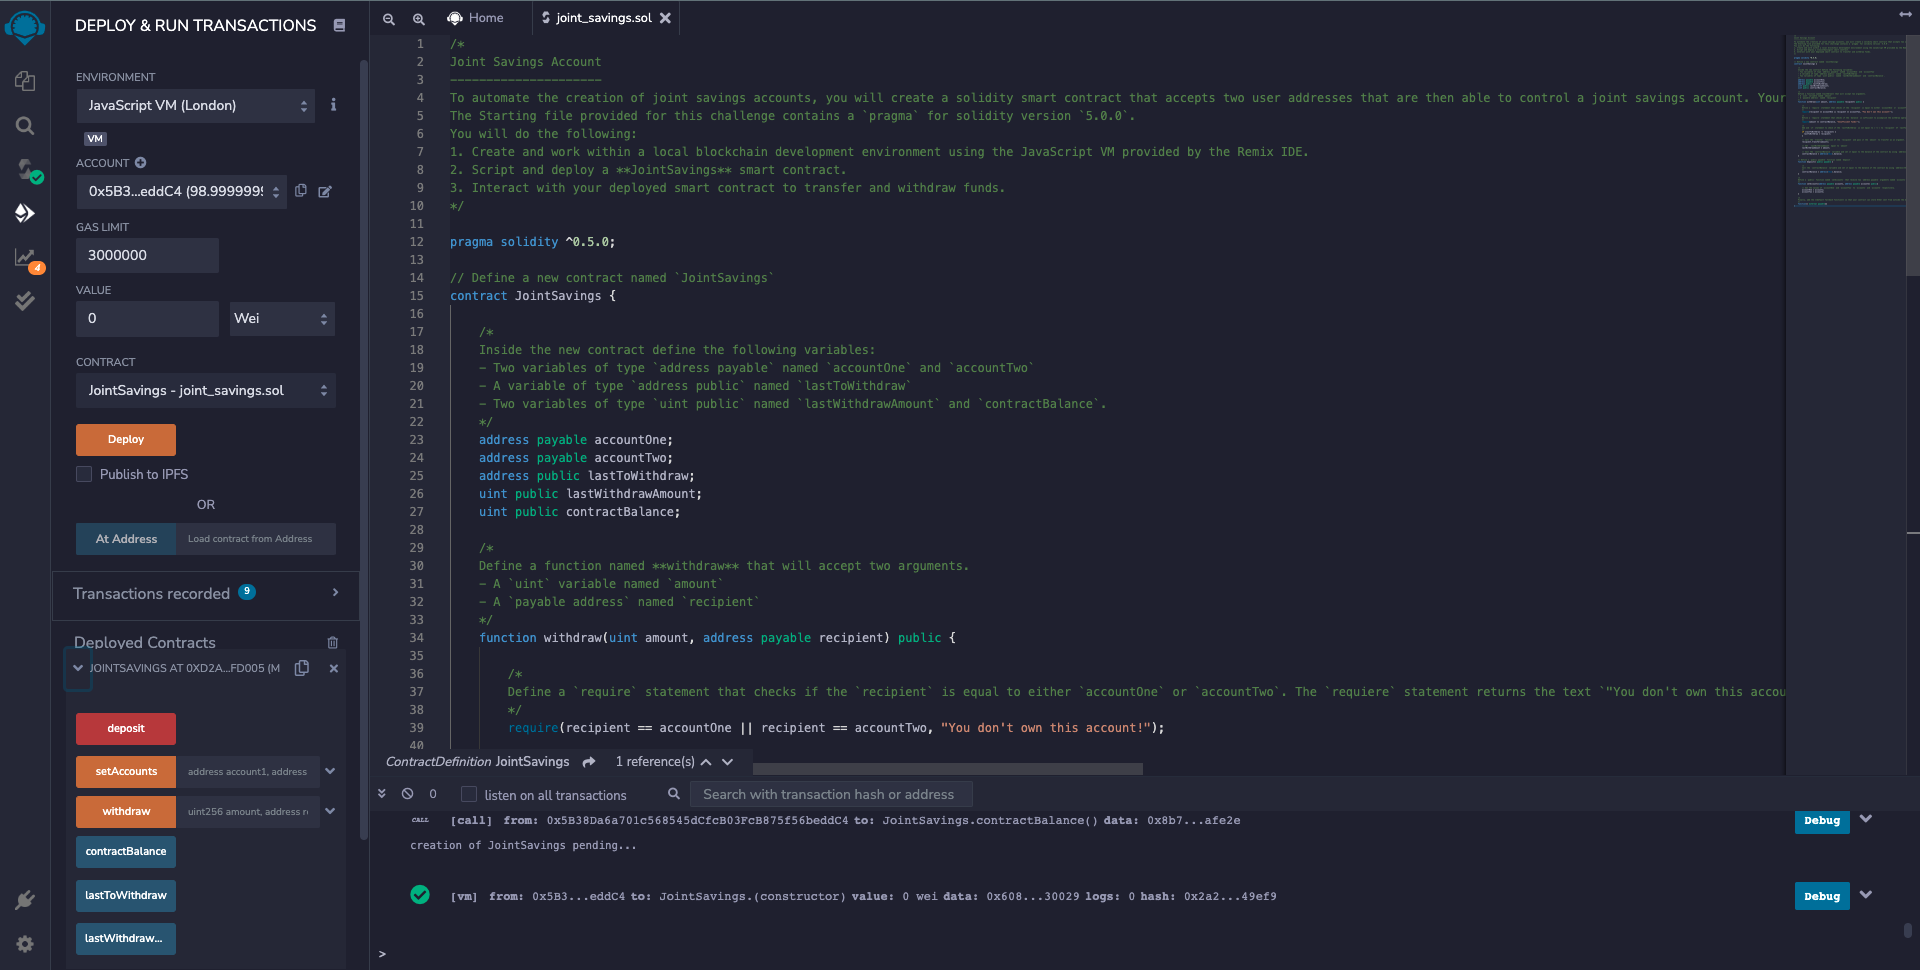 DEPLOY & RUN TRANSACTIONS
ENVIRONMENT
JavaScript VM (London)
VM
ACCOUNT
0x5B3...eddC4 (98.9999999
GAS LIMIT
3000000
VALUE
0
Wei
CONTRACT
JointSavings - joint_savings.sol
Deploy
Publish to IPFS
OR
At Address
Load contract from Address
Transactions recorded 9
Deployed Contracts
JOINTSAVINGS AT 0XD2A...FD005 (M
deposit
setAccounts
address account1, address
withdraw
uint256 amount, address r
contractBalance
lastToWithdraw
lastWithdraw...
4
Home
joint_savings.sol
1 /*
2 Joint Savings Account
3 ---------------------
4 To automate the creation of joint savings accounts, you will create a solidity smart contract that accepts two user addresses that are then able to control a joint savings account. Your
5 The Starting file provided for this challenge contains a `pragma` for solidity version `5.0.0`.
6 You will do the following:
7 1. Create and work within a local blockchain development environment using the JavaScript VM provided by the Remix IDE.
8 2. Script and deploy a **JointSavings** smart contract.
9 3. Interact with your deployed smart contract to transfer and withdraw funds.
10 */
11
12 pragma solidity ^0.5.0;
13
14 // Define a new contract named `JointSavings`
15 contract JointSavings {
16
17 /*
18 Inside the new contract define the following variables:
19 - Two variables of type `address payable` named `accountOne` and `accountTwo`
20 - A variable of type `address public` named `lastToWithdraw`
21 - Two variables of type `uint public` named `lastWithdrawAmount` and `contractBalance`.
22 */
23 address payable accountOne;
24 address payable accountTwo;
25 address public lastToWithdraw;
26 uint public lastWithdrawAmount;
27 uint public contractBalance;
28
29 /*
30 Define a function named **withdraw** that will accept two arguments.
31 - A `uint` variable named `amount`
32 - A `payable address` named `recipient`
33 */
34 function withdraw(uint amount, address payable recipient) public {
35
36 /*
37 Define a `require` statement that checks if the `recipient` is equal to either `accountOne` or `accountTwo`. The `requiere` statement returns the text `"You don't own this accou
38 */
39 require(recipient == accountOne || recipient == accountTwo, "You don't own this account!");
40
ContractDefinition JointSavings 1 reference(s)
0
listen on all transactions
Search with transaction hash or address
CALL [call] from: 0x5B38Da6a701c568545dCfcB03FcB875f56beddC4 to: JointSavings.contractBalance() data: 0x8b7...afe2e
Debug
creation of JointSavings pending...
[vm] from: 0x5B3...eddC4 to: JointSavings.(constructor) value: 0 wei data: 0x608...30029 logs: 0 hash: 0x2a2...49ef9
Debug
>